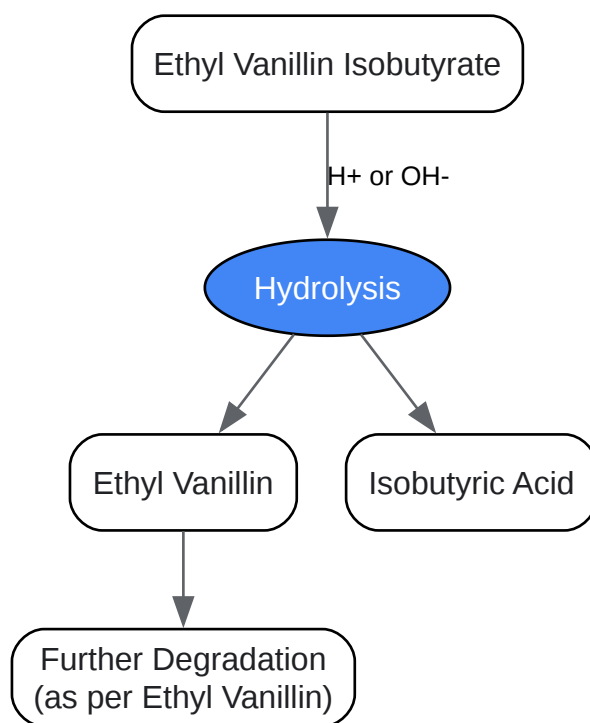 Ethyl Vanillin Isobutyrate
H+ or OH-
Hydrolysis
Ethyl Vanillin
Isobutyric Acid
Further Degradation
(as per Ethyl Vanillin)